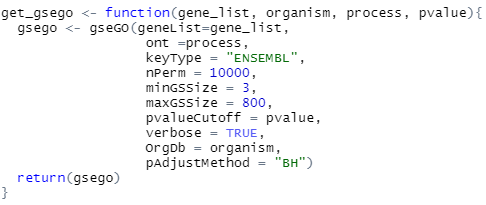 get_gsego <- function(gene_list, organism, process, pvalue){
  gsego <- gseGO(geneList=gene_list,
                 ont =process,
                 keyType = "ENSEMBL",
                 nPerm = 10000,
                 minGSSize = 3,
                 maxGSSize = 800,
                 pvalueCutoff = pvalue,
                 verbose = TRUE,
                 OrgDb = organism,
                 pAdjustMethod = "BH")
  return(gsego)
}